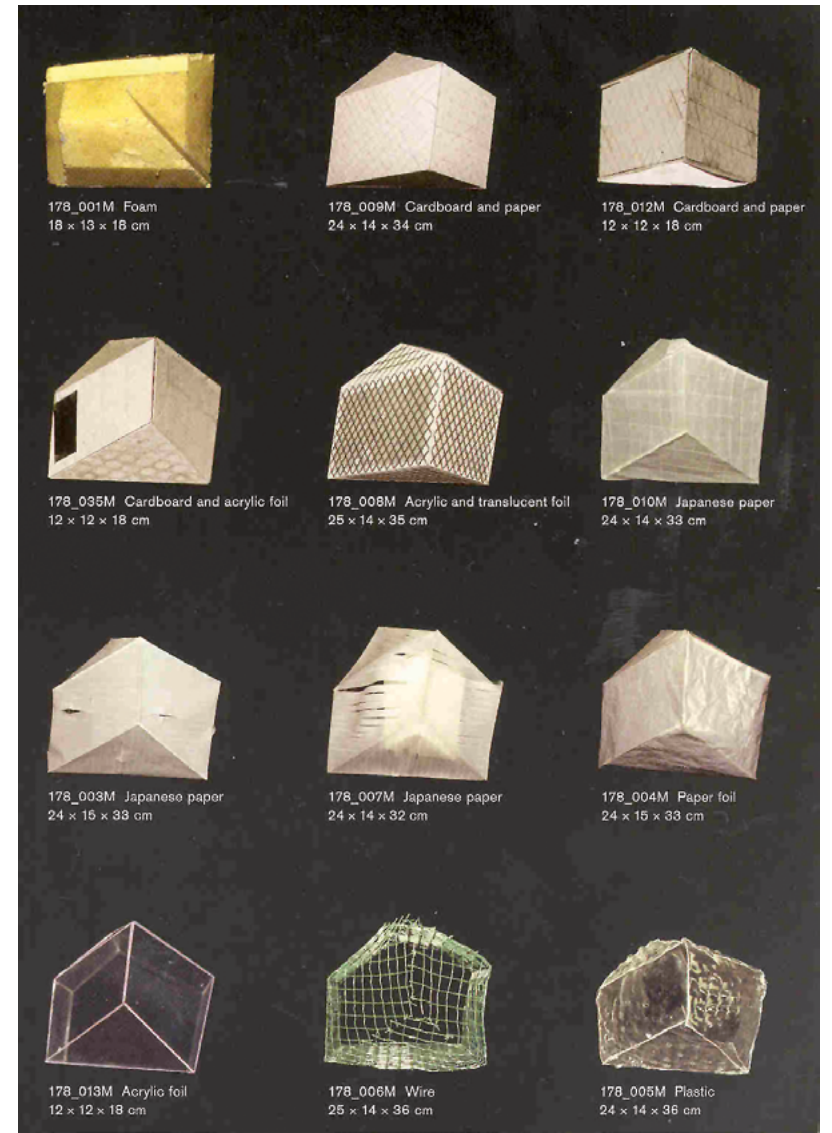 178_001M Foam
18 × 13 × 18 cm
178_009M Cardboard and paper
24 × 14 × 34 cm
178_012M Cardboard and paper
12 × 12 × 18 cm
178_035M Cardboard and acrylic foil
12 × 12 × 18 cm
178_008M Acrylic and translucent foil
25 × 14 × 35 cm
178_010M Japanese paper
24 × 14 × 33 cm
178_003M Japanese paper
24 × 15 × 33 cm
178_007M Japanese paper
24 × 14 × 32 cm
178_004M Paper foil
24 × 15 × 33 cm
178_013M Acrylic foil
12 × 12 × 18 cm
178_006M Wire
25 × 14 × 36 cm
178_005M Plastic
24 × 14 × 36 cm